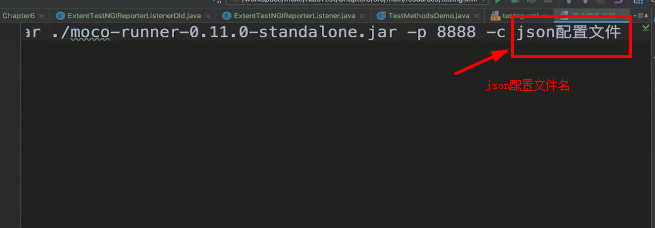 Chapter6 ExtentTestNGIReporterListenerOld.java ExtentTestNGIReporterListener.java TestMethodsDemo.java
ar ./moco-runner-0.11.0-standalone.jar -p 8888 -c json配置文件
json配置文件名